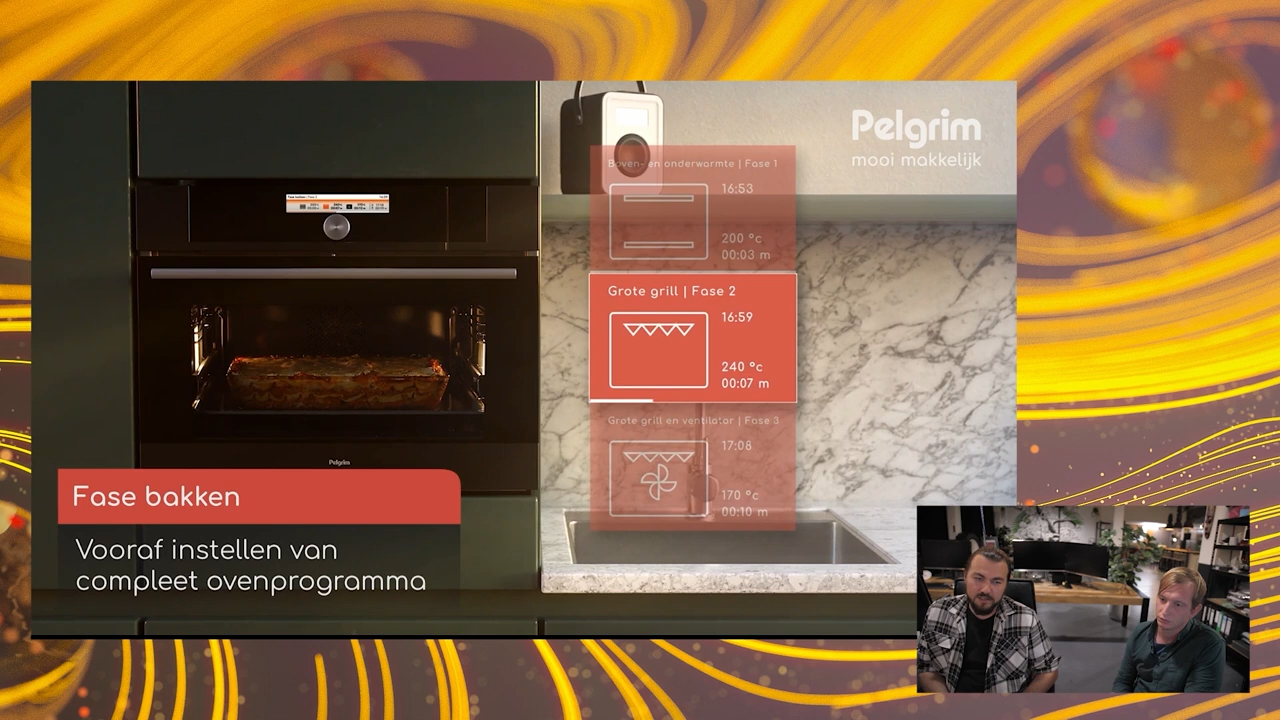 Pelgrim
mooi makkelijk
Boven- en onderwarmte | Fase 1
16:53
200 °c
00:03 m
Grote grill | Fase 2
16:59
240 °c
00:07 m
Grote grill en ventilator | Fase 3
17:08
170 °c
00:10 m
Pelgrim
Fase bakken
Vooraf instellen van
compleet ovenprogramma